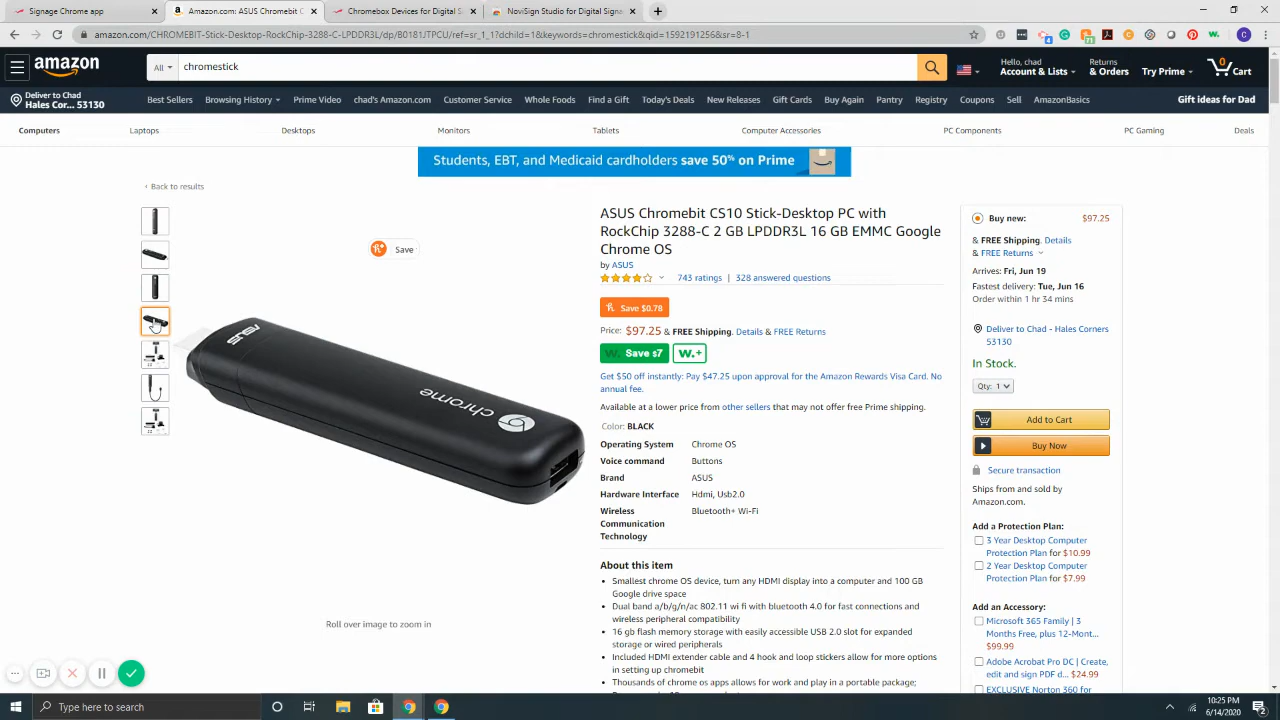 Signage Chrome app
Amazon.com: ASUS Chromebit C
Chromebox Devices for Digital S
NoviSign Studio for Digital Signa
amazon.com/CHROMEBIT-Stick-Desktop-RockChip-3288-C-LPDDR3L/dp/B0181/TPCU/ref=sr_1_1?dchild=1&keywords=chromestick&qid=1592191256&sr=8-1
amazon
All
chromestick
Hello, chad
Account & Lists
Returns
& Orders
Try Prime
0
Cart
Deliver to Chad
Hales Cor... 53130
Best Sellers
Browsing History
Prime Video
chad's Amazon.com
Customer Service
Whole Foods
Find a Gift
Today's Deals
New Releases
Gift Cards
Buy Again
Pantry
Registry
Coupons
Sell
AmazonBasics
Gift ideas for Dad
Computers
Laptops
Desktops
Monitors
Tablets
Computer Accessories
PC Components
PC Gaming
Deals
Students, EBT, and Medicaid cardholders save 50% on Prime
‹ Back to results
Save
ASUS
chrome
Roll over image to zoom in
ASUS Chromebit CS10 Stick-Desktop PC with
RockChip 3288-C 2 GB LPDDR3L 16 GB EMMC Google
Chrome OS
by ASUS
743 ratings | 328 answered questions
Save $0.78
Price: $97.25 & FREE Shipping. Details & FREE Returns
W. Save $7
W.+
Get $50 off instantly: Pay $47.25 upon approval for the Amazon Rewards Visa Card. No
annual fee.
Available at a lower price from other sellers that may not offer free Prime shipping.
Color: BLACK
Operating System Chrome OS
Voice command Buttons
Brand ASUS
Hardware Interface Hdmi, Usb2.0
Wireless Bluetooth+ Wi-Fi
Communication
Technology
About this item
• Smallest chrome OS device, turn any HDMI display into a computer and 100 GB
Google drive space
• Dual band a/b/g/n/ac 802.11 wi fi with bluetooth 4.0 for fast connections and
wireless peripheral compatibility
• 16 gb flash memory storage with easily accessible USB 2.0 slot for expanded
storage or wired peripherals
• Included HDMI extender cable and 4 hook and loop stickers allow for more options
in setting up chromebit
• Thousands of chrome os apps allows for work and play in a portable package;
Buy new: $97.25
& FREE Shipping. Details
& FREE Returns
Arrives: Fri, Jun 19
Fastest delivery: Tue, Jun 16
Order within 1 hr 34 mins
Deliver to Chad - Hales Corners
53130
In Stock.
Qty: 1
Add to Cart
Buy Now
Secure transaction
Ships from and sold by
Amazon.com.
Add a Protection Plan:
3 Year Desktop Computer
Protection Plan for $10.99
2 Year Desktop Computer
Protection Plan for $7.99
Add an Accessory:
Microsoft 365 Family | 3
Months Free, plus 12-Mont...
$99.99
Adobe Acrobat Pro DC | Create,
edit and sign PDF d... $24.99
EXCLUSIVE Norton 360 for
Type here to search
10:25 PM
6/14/2020